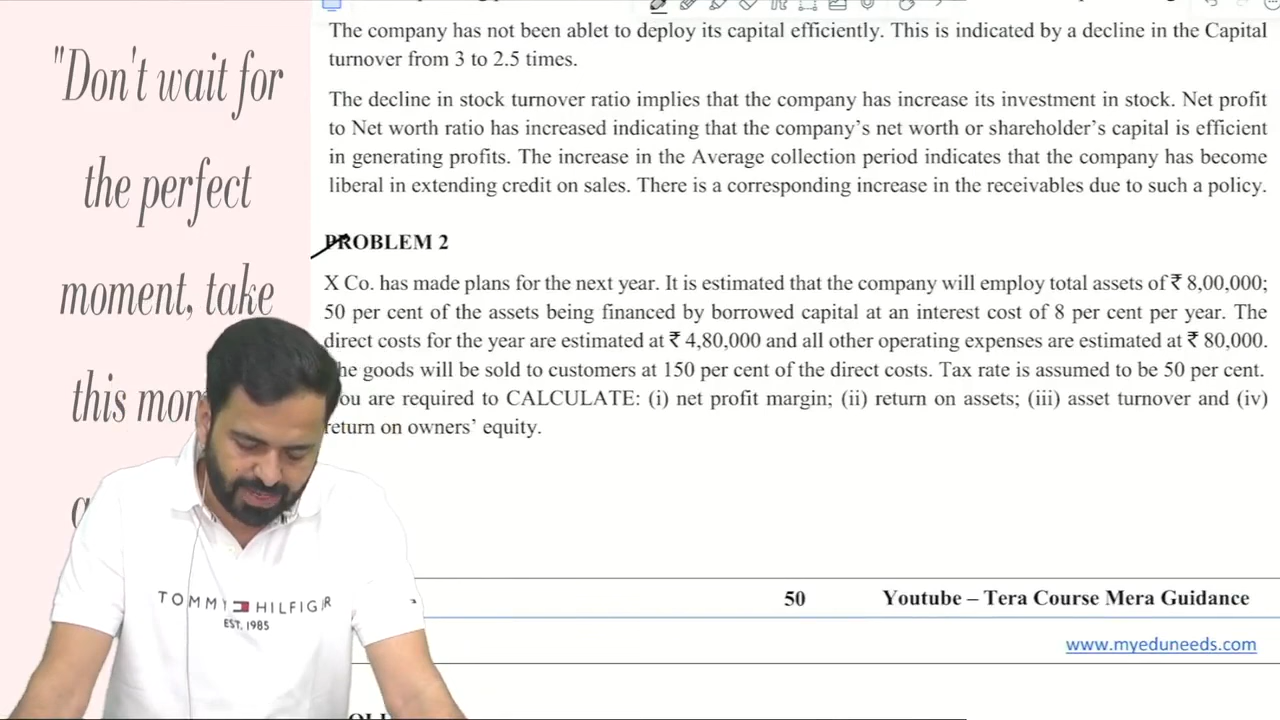 "Don't wait for
the perfect
moment, take
this
The company has not been ablet to deploy its capital efficiently. This is indicated by a decline in the Capital
turnover from 3 to 2.5 times.
The decline in stock turnover ratio implies that the company has increase its investment in stock. Net profit
to Net worth ratio has increased indicating that the company's net worth or shareholder's capital is efficient
in generating profits. The increase in the Average collection period indicates that the company has become
liberal in extending credit on sales. There is a corresponding increase in the receivables due to such a policy.
PROBLEM 2
X Co. has made plans for the next year. It is estimated that the company will employ total assets of ₹ 8,00,000;
50 per cent of the assets being financed by borrowed capital at an interest cost of 8 per cent per year. The
direct costs for the year are estimated at ₹ 4,80,000 and all other operating expenses are estimated at ₹ 80,000.
goods will be sold to customers at 150 per cent of the direct costs. Tax rate is assumed to be 50 per cent.
are required to CALCULATE: (i) net profit margin; (ii) return on assets; (iii) asset turnover and (iv)
return on owners' equity.
TOMMY HILFIGER
EST. 1985
50 Youtube – Tera Course Mera Guidance
www.myeduneeds.com